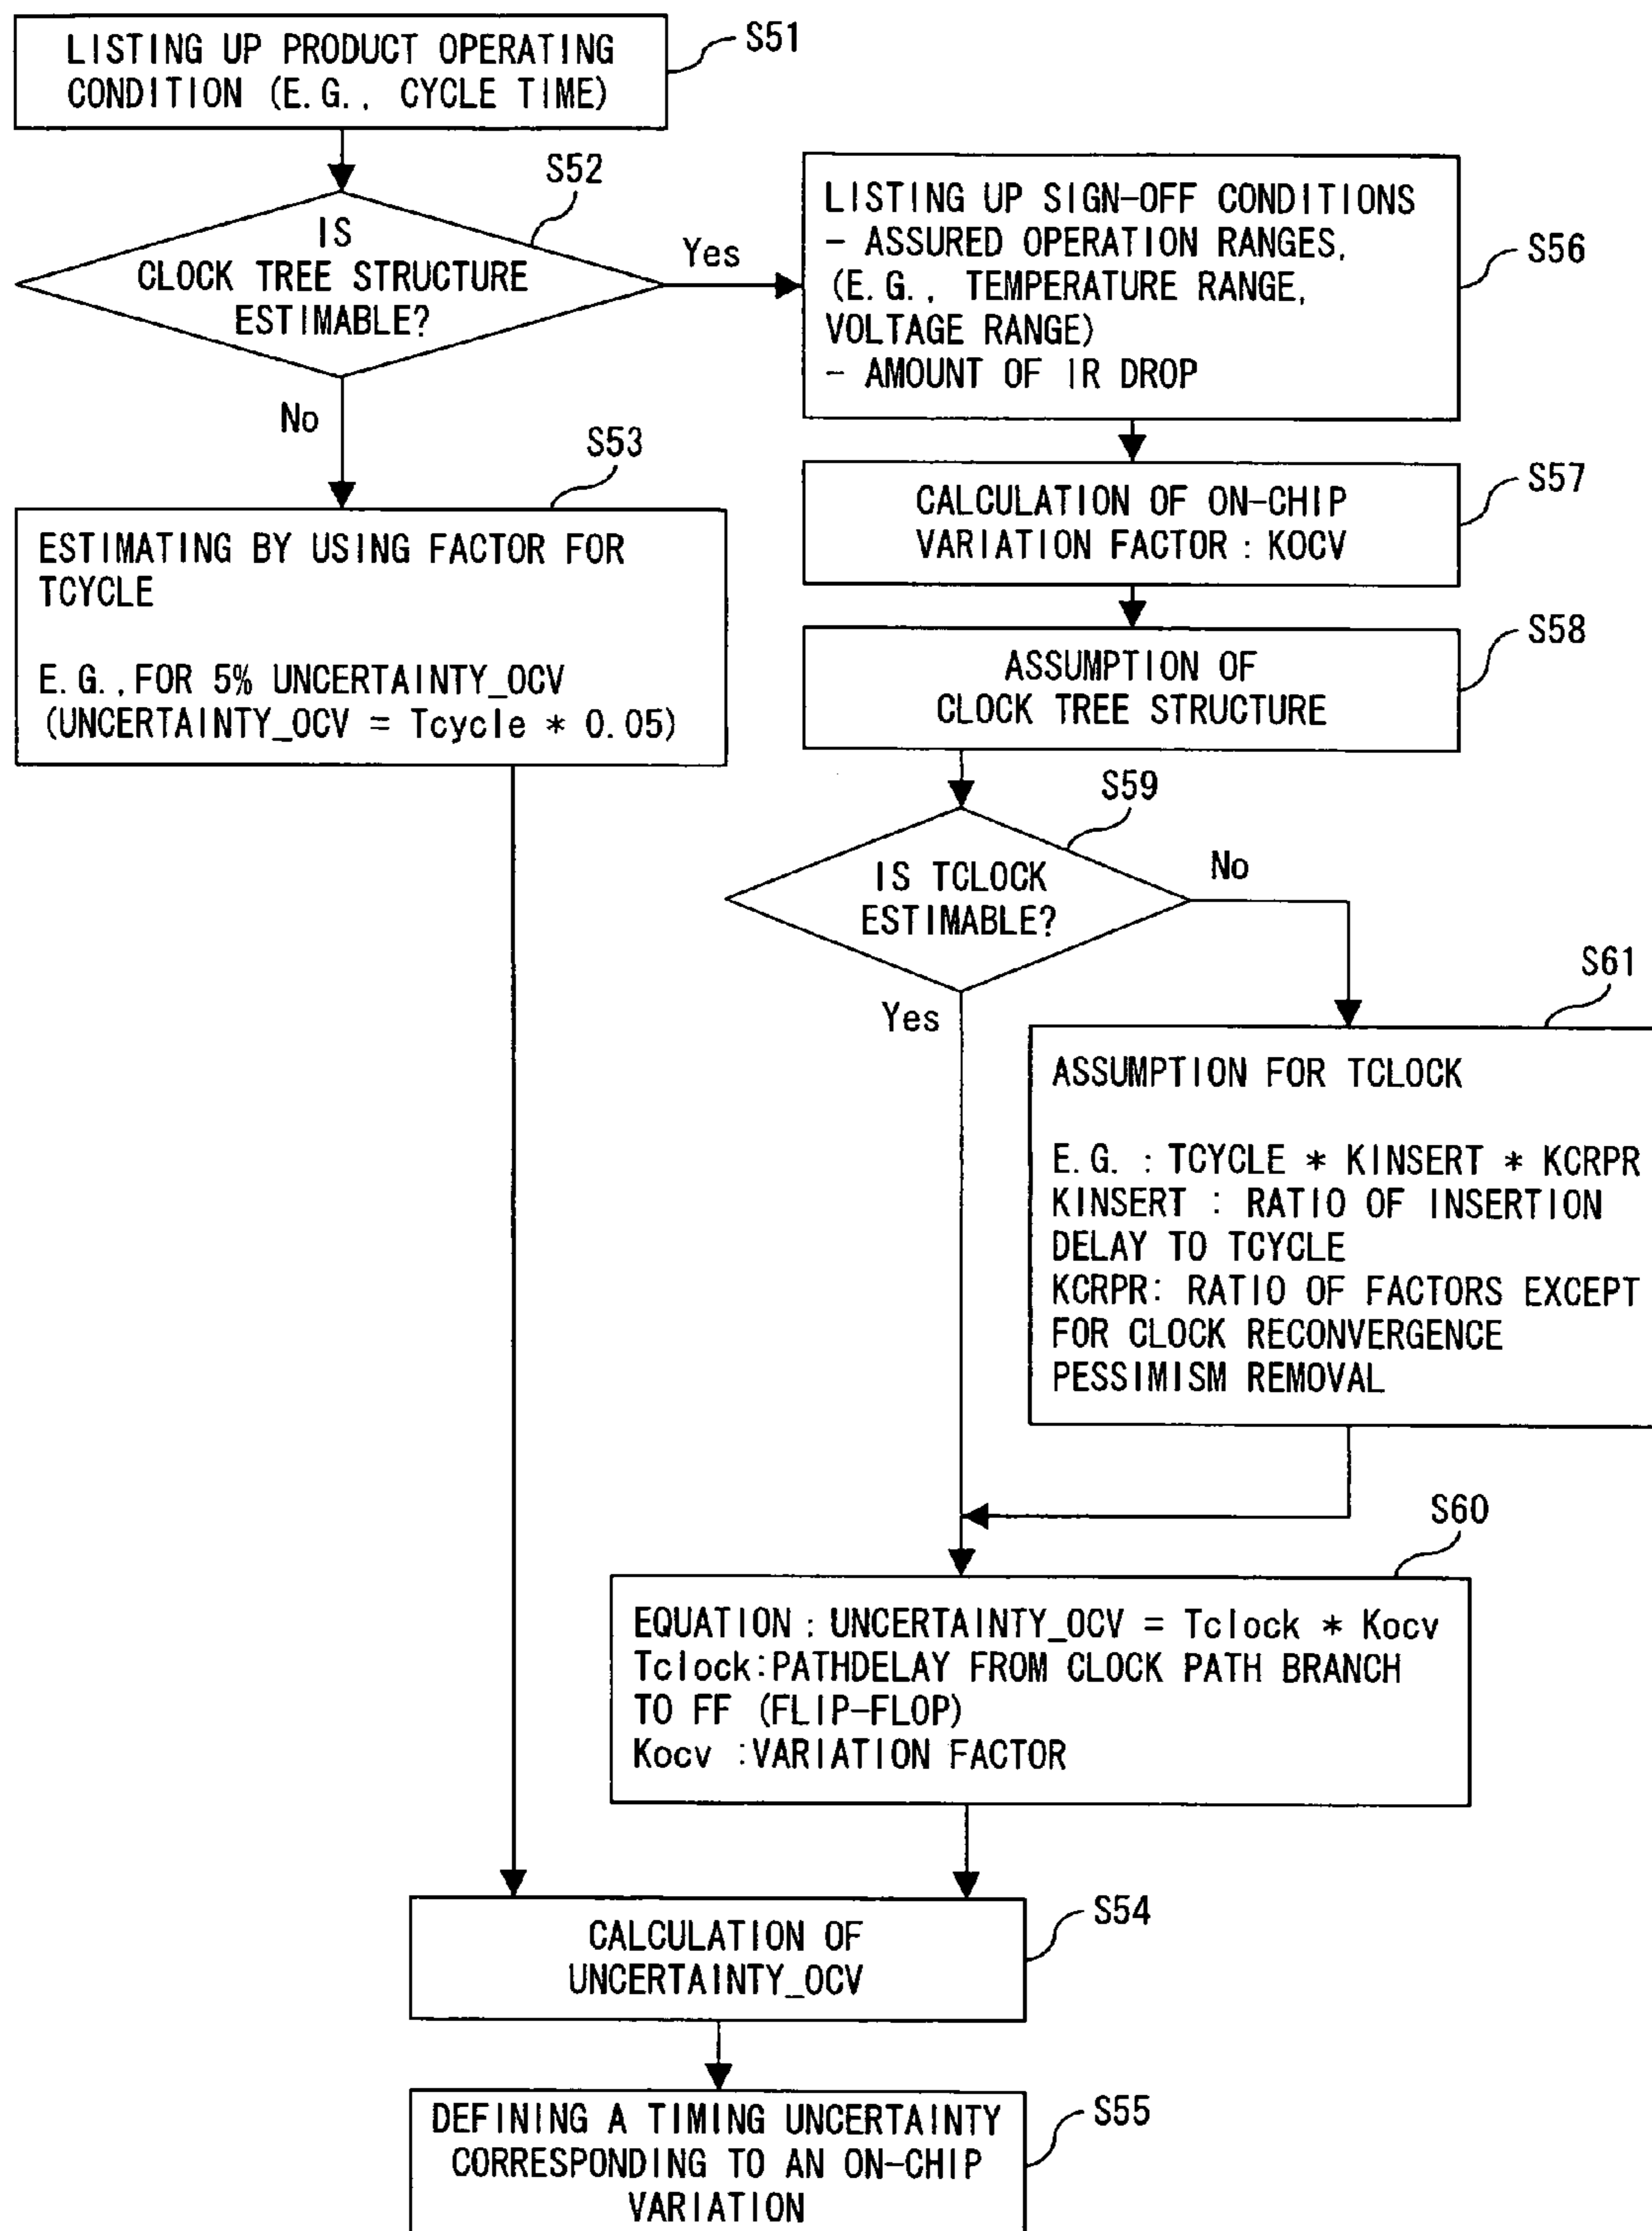 LISTING UP PRODUCT OPERATING
CONDITION (E.G., CYCLE TIME)
S51
S52
IS
CLOCK TREE STRUCTURE
ESTIMABLE?
Yes
No
LISTING UP SIGN-OFF CONDITIONS
- ASSURED OPERATION RANGES,
(E.G., TEMPERATURE RANGE,
VOLTAGE RANGE)
- AMOUNT OF IR DROP
S56
S53
ESTIMATING BY USING FACTOR FOR
TCYCLE
E.G.,FOR 5% UNCERTAINTY_OCV
(UNCERTAINTY_OCV = Tcycle * 0.05)
CALCULATION OF ON-CHIP
VARIATION FACTOR : KOCV
S57
ASSUMPTION OF
CLOCK TREE STRUCTURE
S58
S59
IS TCLOCK
ESTIMABLE?
No
Yes
S61
ASSUMPTION FOR TCLOCK
E.G. : TCYCLE * KINSERT * KCRPR
KINSERT : RATIO OF INSERTION
DELAY TO TCYCLE
KCRPR: RATIO OF FACTORS EXCEPT
FOR CLOCK RECONVERGENCE
PESSIMISM REMOVAL
S60
EQUATION : UNCERTAINTY_OCV = Tclock * Kocv
Tclock:PATHDELAY FROM CLOCK PATH BRANCH
TO FF (FLIP-FLOP)
Kocv :VARIATION FACTOR
CALCULATION OF
UNCERTAINTY_OCV
S54
DEFINING A TIMING UNCERTAINTY
CORRESPONDING TO AN ON-CHIP
VARIATION
S55